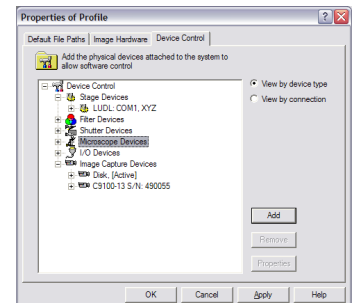 Properties of Profile
Default File Paths
Image Hardware
Device Control
Add the physical devices attached to the system to
allow software control
Device Control
Stage Devices
LUDL: COM1, XYZ
Filter Devices
Shutter Devices
Microscope Devices
I/O Devices
Image Capture Devices
Disk, [Active]
C9100-13 S/N: 490055
View by device type
View by connection
Add
Remove
Properties
OK
Cancel
Apply
Help